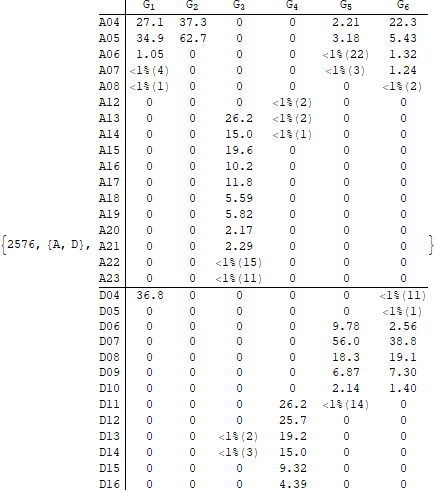 G1 G2 G3 G4 G5 G6
A04 27.1 37.3 0 0 2.21 22.3
A05 34.9 62.7 0 0 3.18 5.43
A06 1.05 0 0 0 <1%(22) 1.32
A07 <1%(4) 0 0 0 <1%(3) 1.24
A08 <1%(1) 0 0 0 0 <1%(2)
A12 0 0 0 <1%(2) 0 0
A13 0 0 26.2 <1%(2) 0 0
A14 0 0 15.0 <1%(1) 0 0
A15 0 0 19.6 0 0 0
A16 0 0 10.2 0 0 0
A17 0 0 11.8 0 0 0
A18 0 0 5.59 0 0 0
A19 0 0 5.82 0 0 0
A20 0 0 2.17 0 0 0
{2576, {A, D}, A21 0 0 2.29 0 0 0 }
A22 0 0 <1%(15) 0 0 0
A23 0 0 <1%(11) 0 0 0
D04 36.8 0 0 0 0 <1%(11)
D05 0 0 0 0 0 <1%(1)
D06 0 0 0 0 9.78 2.56
D07 0 0 0 0 56.0 38.8
D08 0 0 0 0 18.3 19.1
D09 0 0 0 0 6.87 7.30
D10 0 0 0 0 2.14 1.40
D11 0 0 0 26.2 <1%(14) 0
D12 0 0 0 25.7 0 0
D13 0 0 <1%(2) 19.2 0 0
D14 0 0 <1%(3) 15.0 0 0
D15 0 0 0 9.32 0 0
D16 0 0 0 4.39 0 0